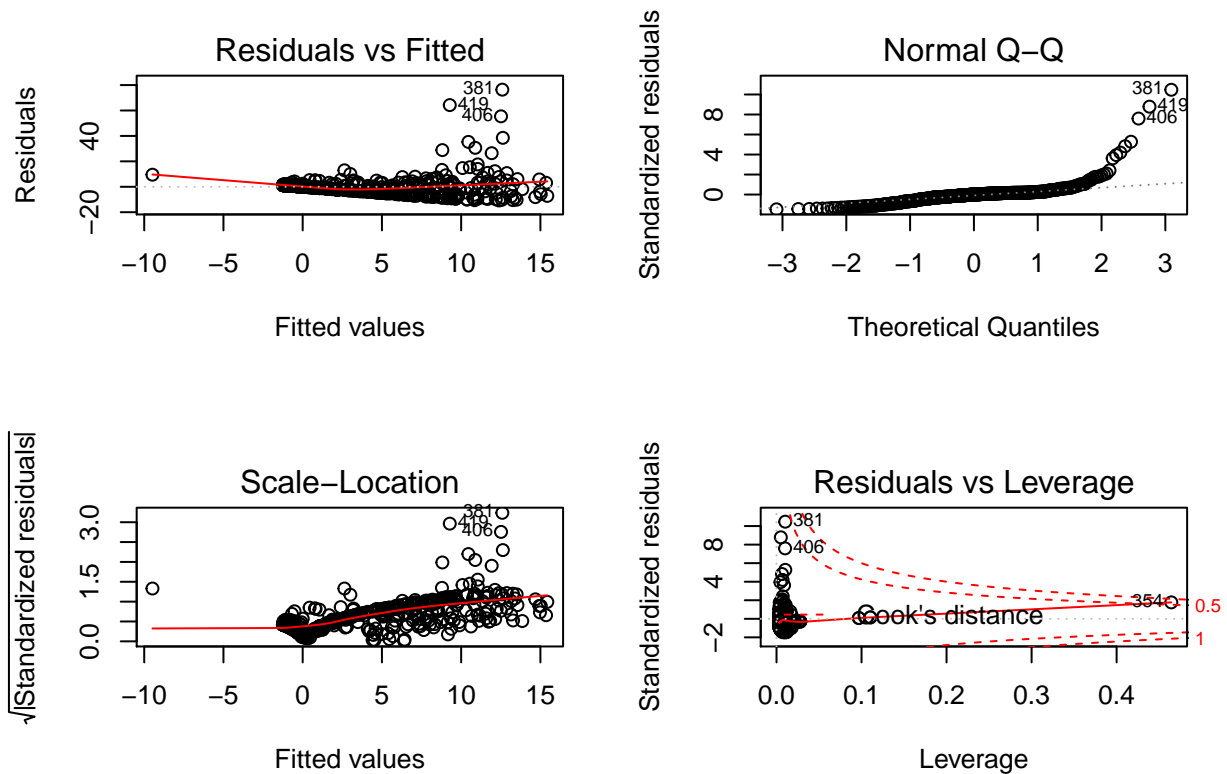 Residuals vs Fitted
Residuals
40
−20
381
419
406
−10 −5 0 5 10 15
Fitted values
Normal Q−Q
Standardized residuals
8
4
0
381
419
406
−3 −2 −1 0 1 2 3
Theoretical Quantiles
Scale−Location
√|Standardized residuals|
3.0
1.5
0.0
381
419
406
−10 −5 0 5 10 15
Fitted values
Residuals vs Leverage
Standardized residuals
8
4
−2
381
406
354
0.5
1
Cook's distance
0.0 0.1 0.2 0.3 0.4
Leverage